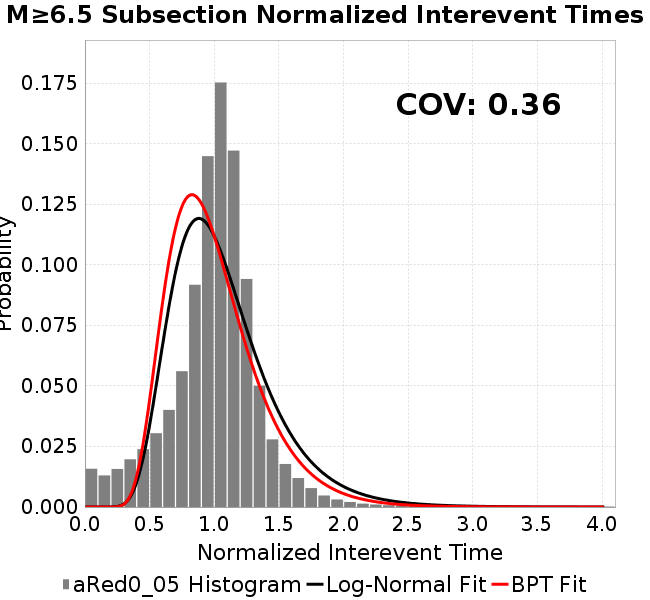 M≥6.5 Subsection Normalized Interevent Times
COV: 0.36
Probability
0.175
0.150
0.125
0.100
0.075
0.050
0.025
0.000
0.0 0.5 1.0 1.5 2.0 2.5 3.0 3.5 4.0
Normalized Interevent Time
aRed0_05 Histogram Log-Normal Fit BPT Fit